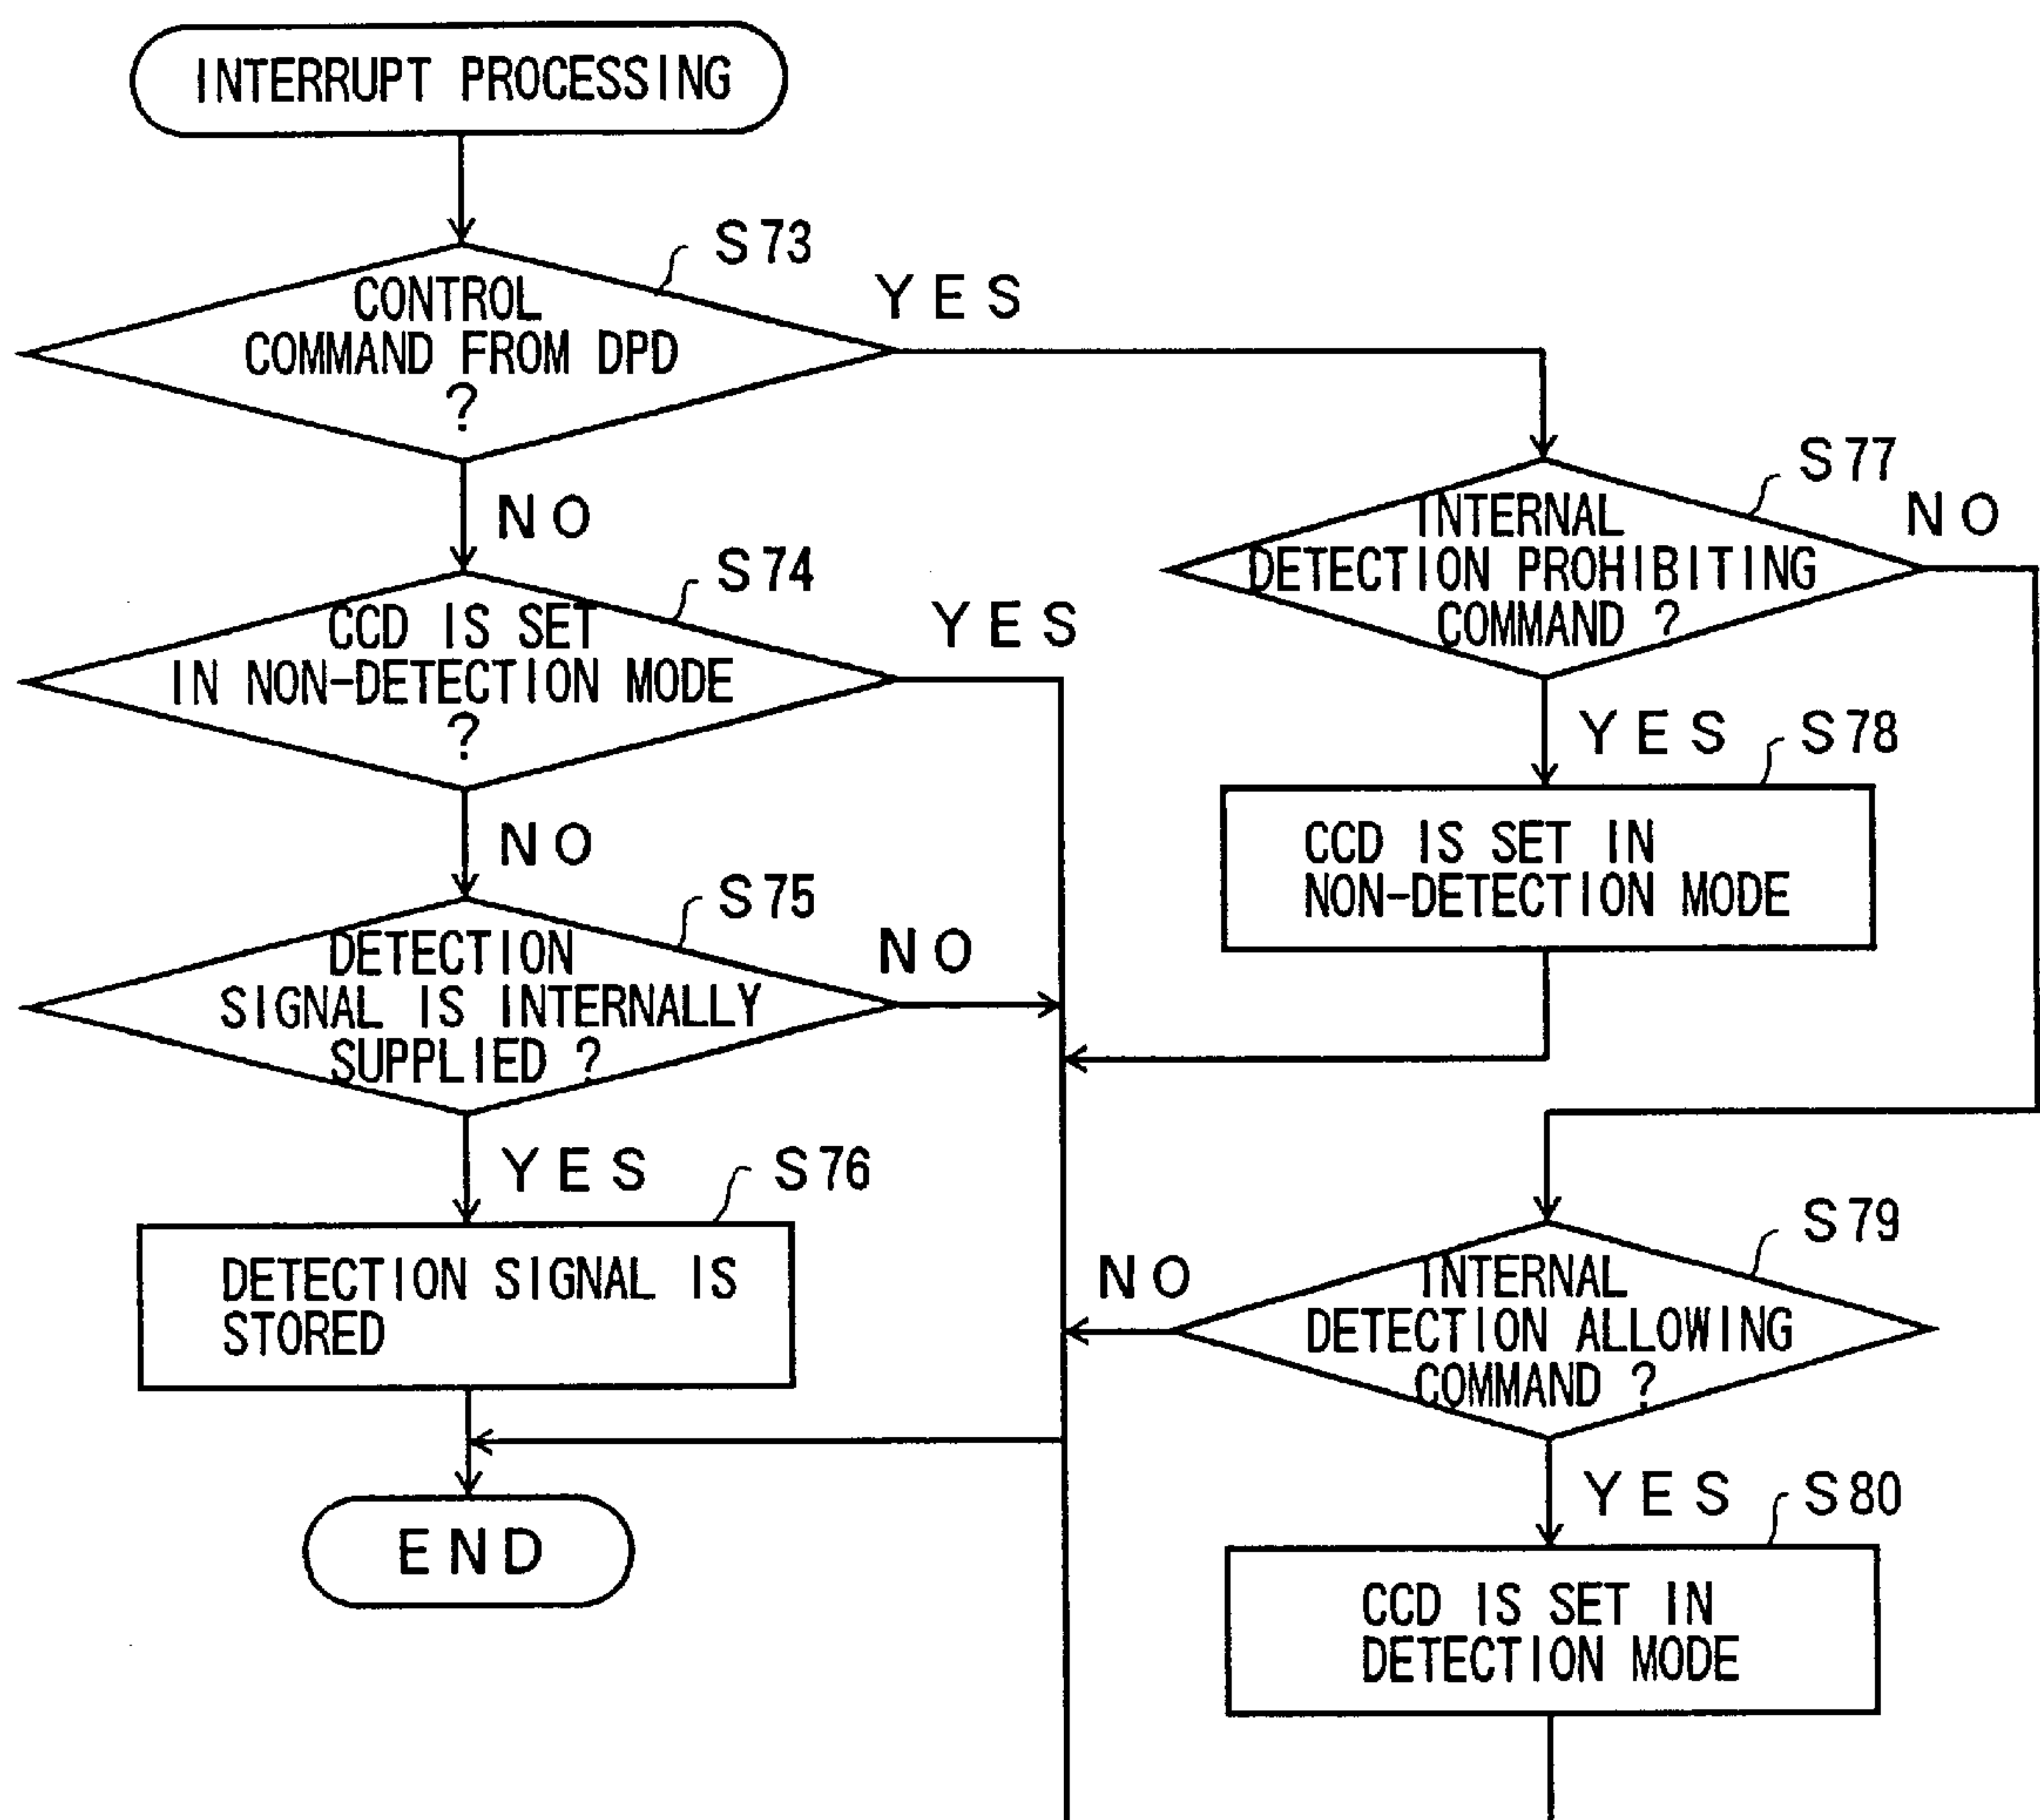 INTERRUPT PROCESSING
S73
CONTROL
COMMAND FROM DPD
?
YES
NO
S74
CCD IS SET
IN NON-DETECTION MODE
?
YES
NO
S75
DETECTION
SIGNAL IS INTERNALLY
SUPPLIED ?
NO
YES
S76
DETECTION SIGNAL IS
STORED
END
S77
INTERNAL
DETECTION PROHIBITING
COMMAND ?
NO
YES
S78
CCD IS SET IN
NON-DETECTION MODE
S79
INTERNAL
DETECTION ALLOWING
COMMAND ?
NO
YES
S80
CCD IS SET IN
DETECTION MODE